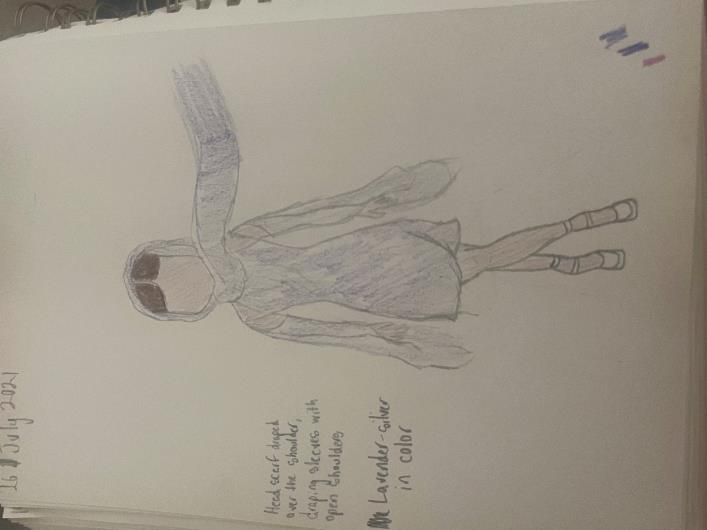 26 July 2021
Head scarf draped
over the shoulder,
draping sleeves with
open shoulders
Lavender-silver
in color